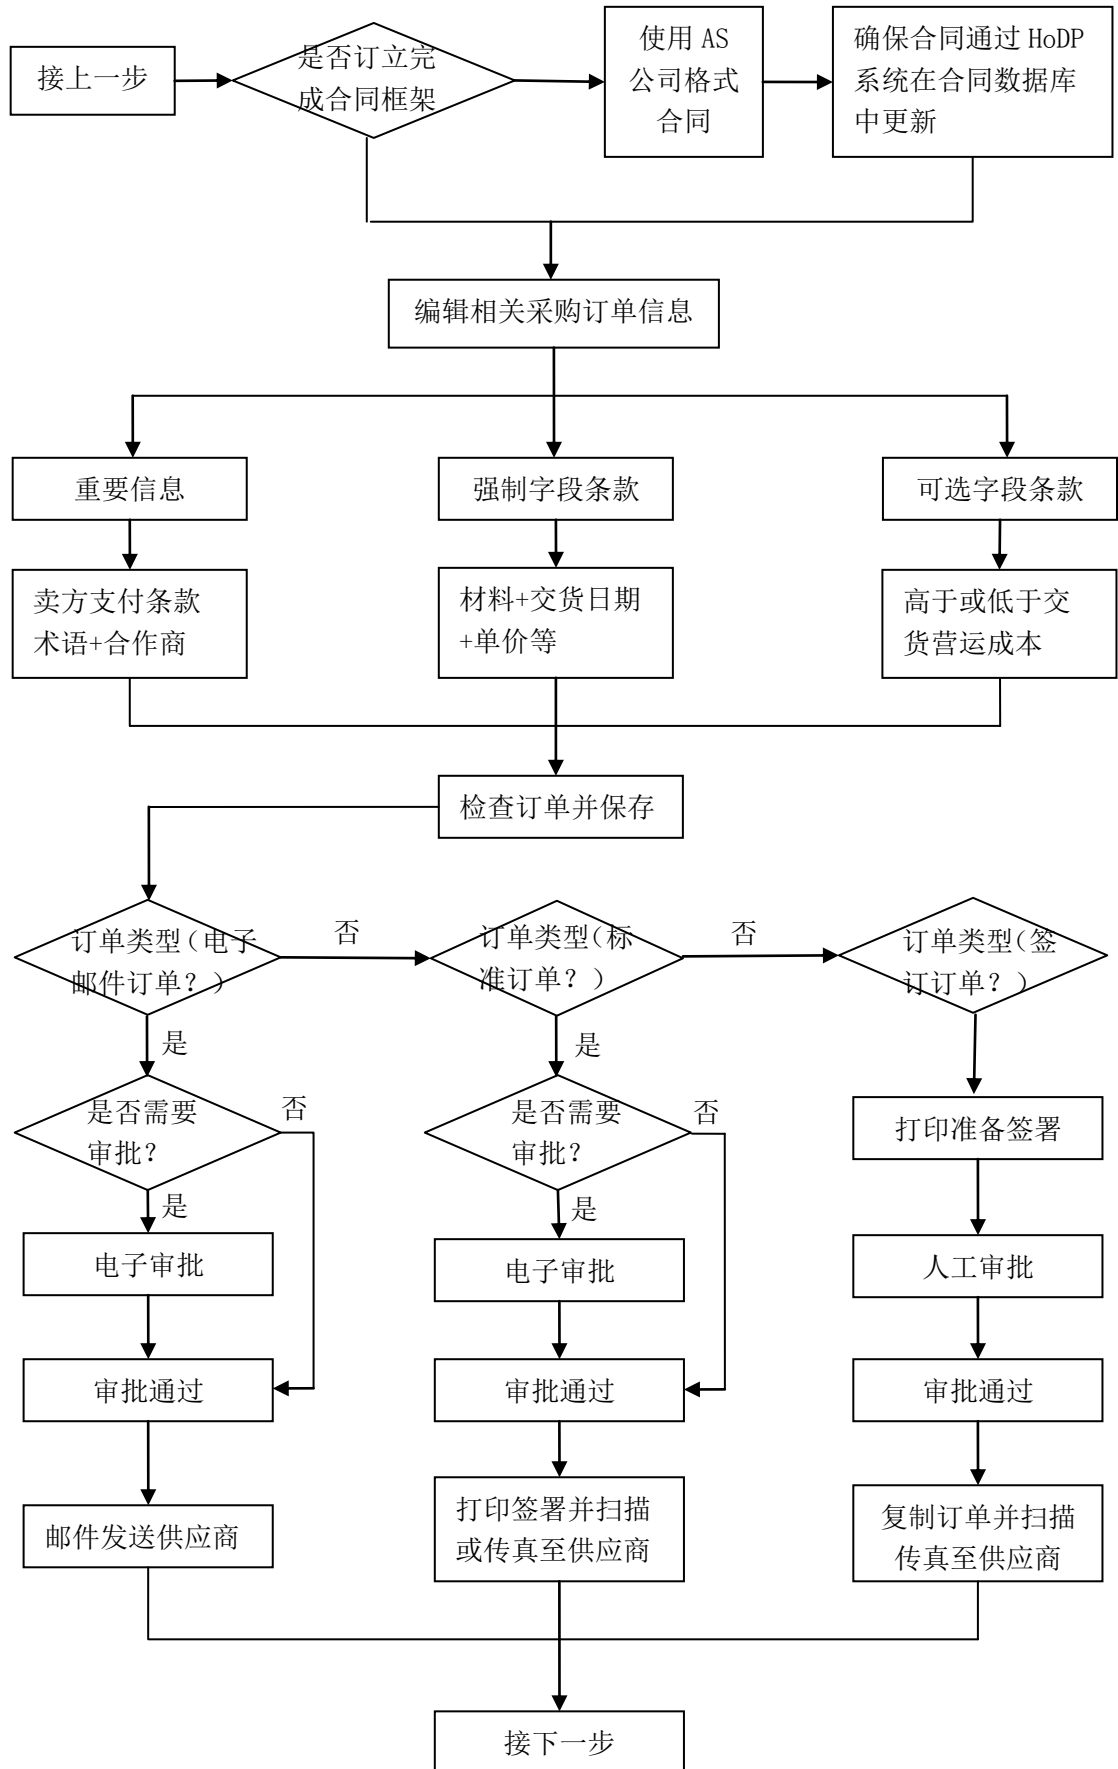 接上一步
是否订立完
成合同框架
使用 AS
公司格式
合同
确保合同通过 HoDP
系统在合同数据库
中更新
编辑相关采购订单信息
重要信息
强制字段条款
可选字段条款
卖方支付条款
术语+合作商
材料+交货日期
+单价等
高于或低于交
货营运成本
检查订单并保存
订单类型（电子
邮件订单？）
否
订单类型（标
准订单？）
否
订单类型（签
订订单？）
是
是
是否需要
审批？
否
是否需要
审批？
否
打印准备签署
是
是
电子审批
电子审批
人工审批
审批通过
审批通过
审批通过
邮件发送供应商
打印签署并扫描
或传真至供应商
复制订单并扫描
传真至供应商
接下一步